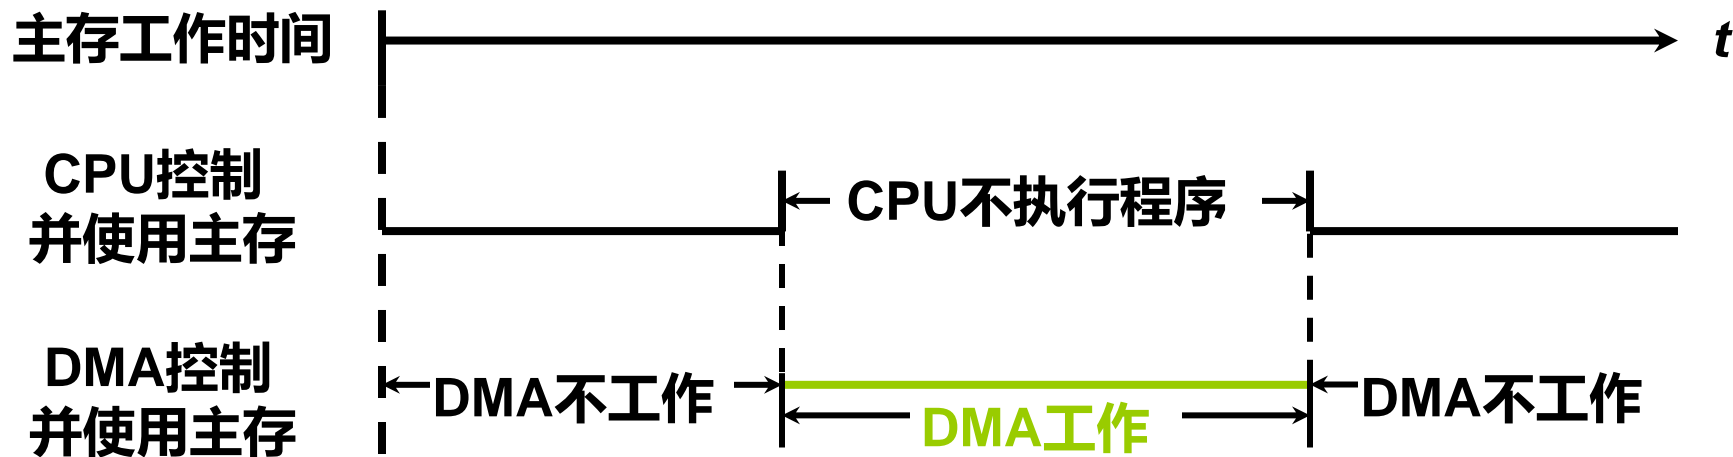 主存工作时间
t
CPU控制
并使用主存
CPU不执行程序
DMA控制
并使用主存
DMA不工作
DMA工作
DMA不工作